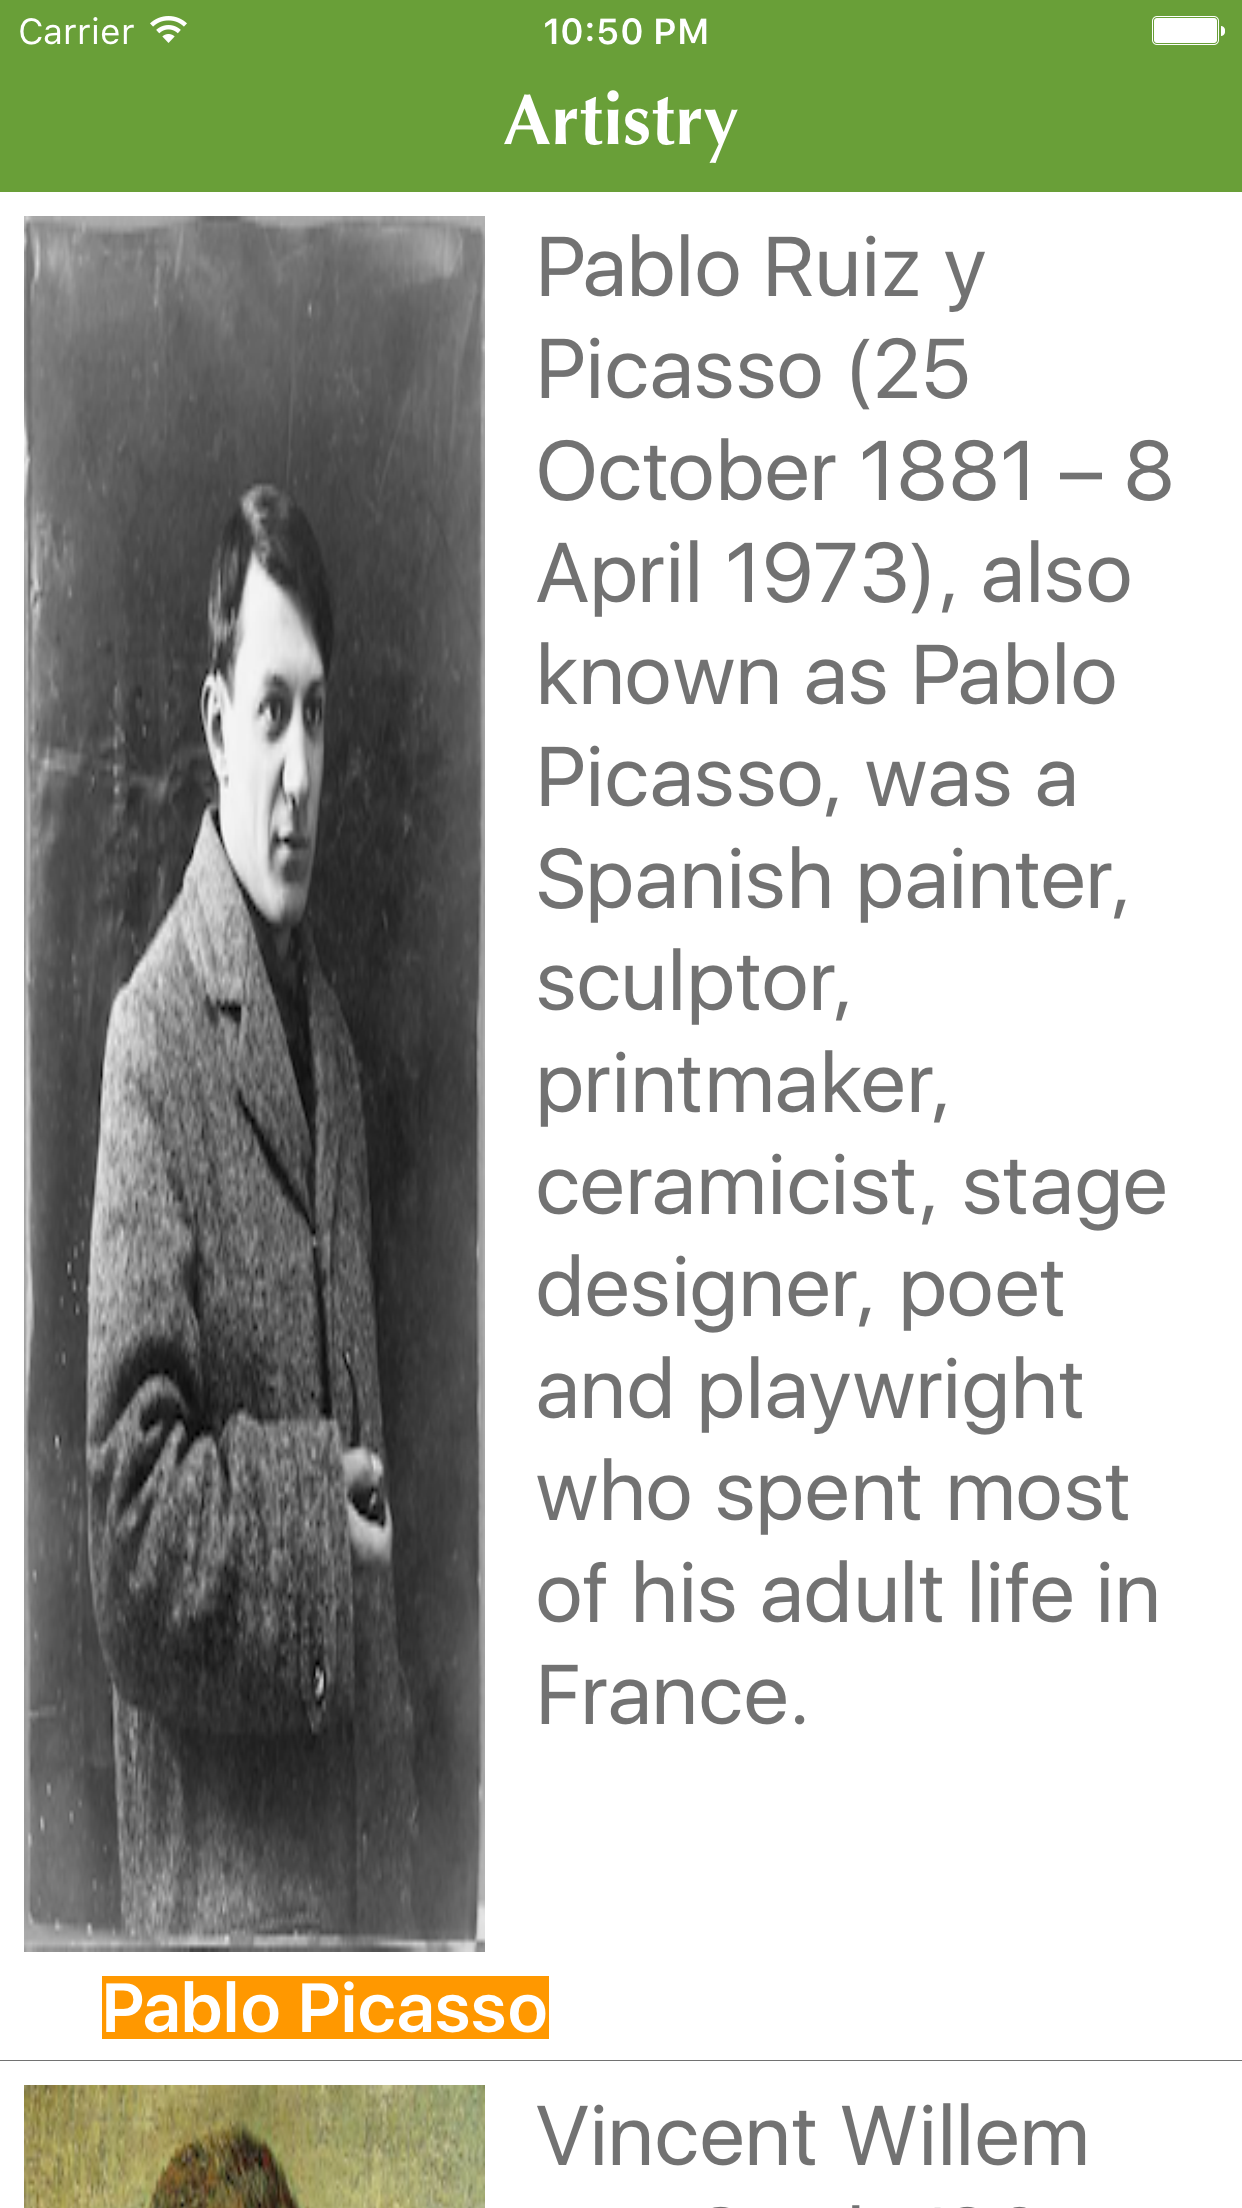 Carrier
10:50 PM
Artistry
Pablo Ruiz y
Picasso (25
October 1881 – 8
April 1973), also
known as Pablo
Picasso, was a
Spanish painter,
sculptor,
printmaker,
ceramicist, stage
designer, poet
and playwright
who spent most
of his adult life in
France.
Pablo Picasso
Vincent Willem